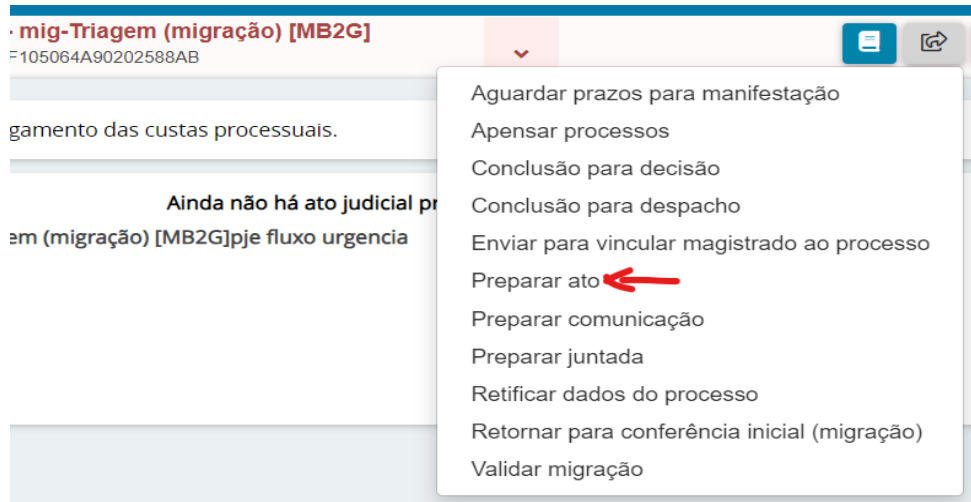 - mig-Triagem (migração) [MB2G]
F105064A90202588AB
gamento das custas processuais.
Ainda não há ato judicial pr
em (migração) [MB2G]pje fluxo urgencia
Aguardar prazos para manifestação
Apensar processos
Conclusão para decisão
Conclusão para despacho
Enviar para vincular magistrado ao processo
Preparar ato
Preparar comunicação
Preparar juntada
Retificar dados do processo
Retornar para conferência inicial (migração)
Validar migração